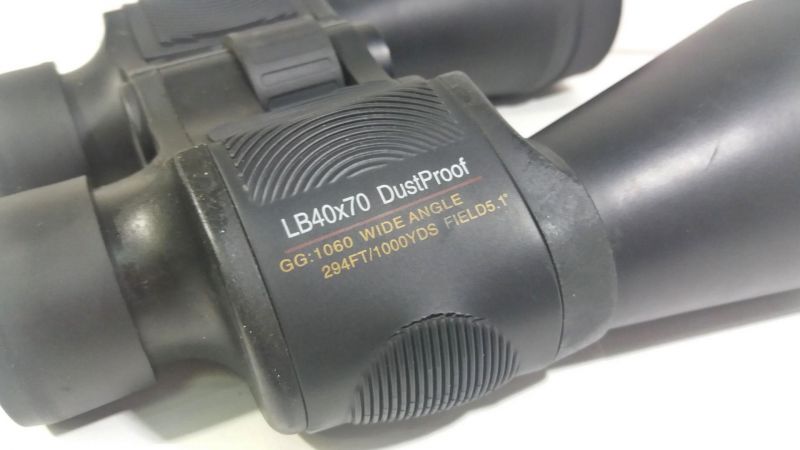 LB40x70 DustProof
GG:1060 WIDE ANGLE
294FT/1000YDS FIELD5.1°